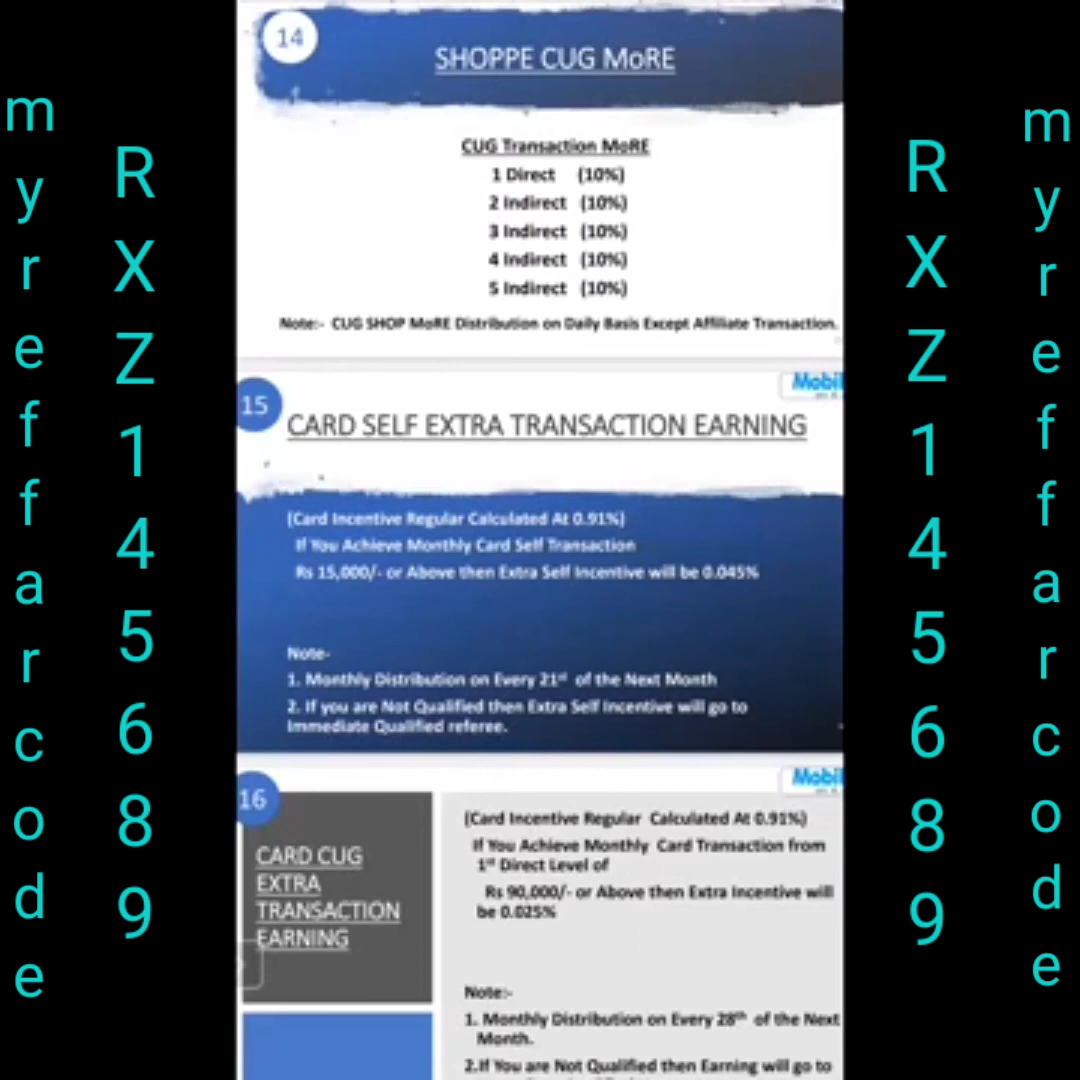 myreffarcode
RXZ145689
14
SHOPPE CUG MoRE
CUG Transaction MoRE
1 Direct (10%)
2 Indirect (10%)
3 Indirect (10%)
4 Indirect (10%)
5 Indirect (10%)
Note:- CUG SHOP MoRE Distribution on Daily Basis Except Affiliate Transaction.
15
Mobil
CARD SELF EXTRA TRANSACTION EARNING
(Card Incentive Regular Calculated At 0.91%)
If You Achieve Monthly Card Self Transaction
Rs 15,000/- or Above then Extra Self Incentive will be 0.045%
Note-
1. Monthly Distribution on Every 21st of the Next Month
2. If you are Not Qualified then Extra Self Incentive will go to
Immediate Qualified referee.
16
Mobil
CARD CUG
EXTRA
TRANSACTION
EARNING
(Card Incentive Regular Calculated At 0.91%)
If You Achieve Monthly Card Transaction from
1st Direct Level of
Rs 90,000/- or Above then Extra Incentive will
be 0.025%
Note:-
1. Monthly Distribution on Every 28th of the Next
Month.
2.If You are Not Qualified then Earning will go to
RXZ145689
myreffarcode